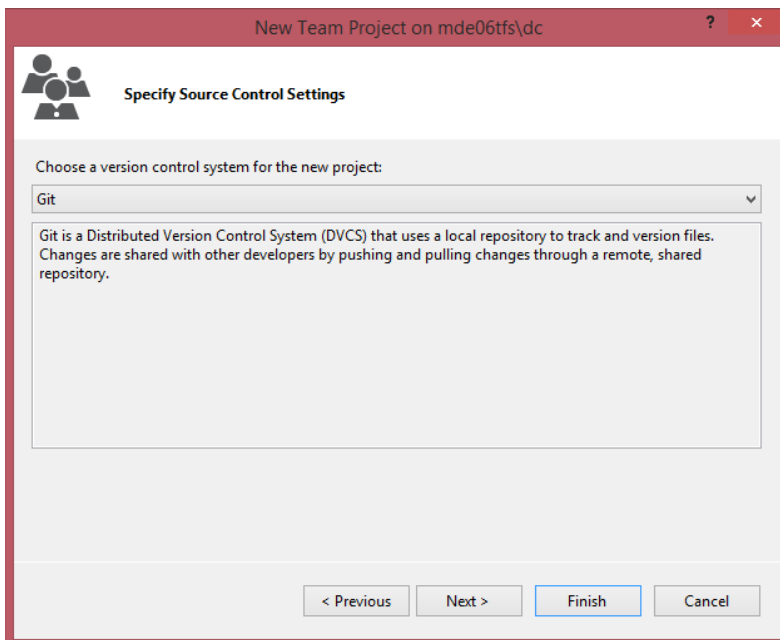 New Team Project on mde06tfs\dc
?
Specify Source Control Settings
Choose a version control system for the new project:
Git
Git is a Distributed Version Control System (DVCS) that uses a local repository to track and version files.
Changes are shared with other developers by pushing and pulling changes through a remote, shared
repository.
< Previous
Next >
Finish
Cancel